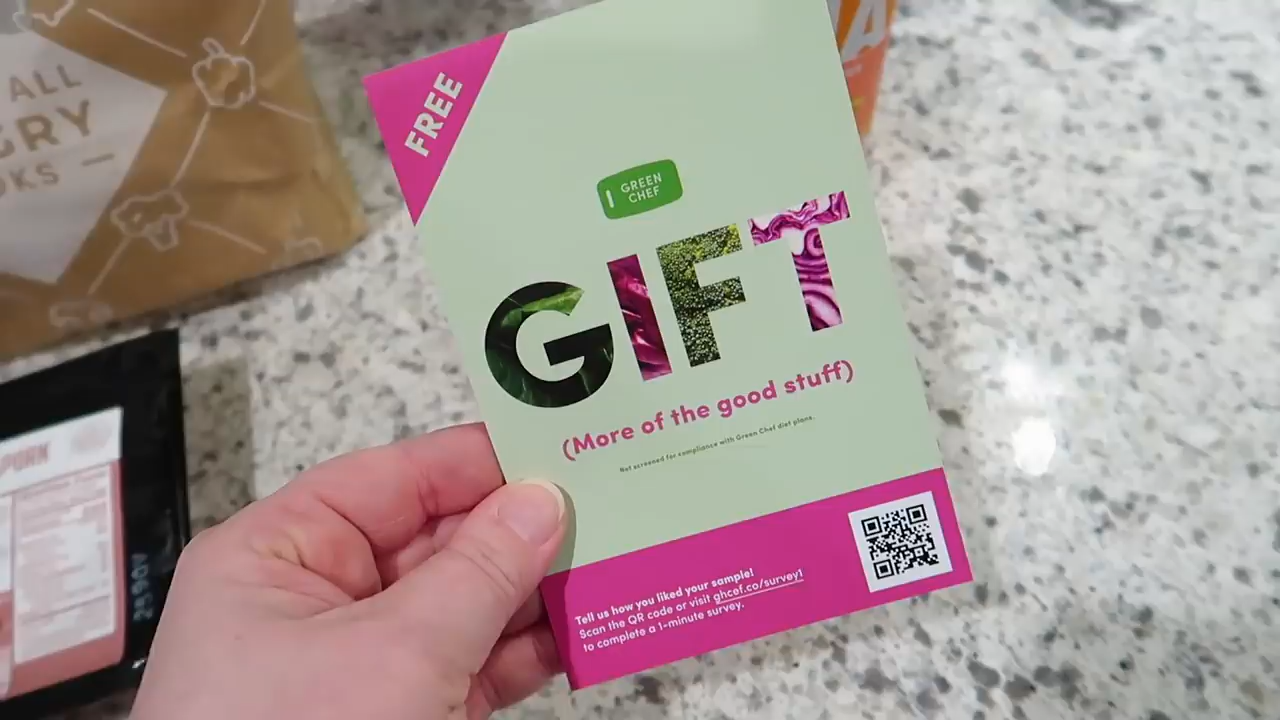 ALL
GRY
OKS —
FREE
GREEN
CHEF
GIFT
(More of the good stuff)
Not screened for compliance with Green Chef diet plans.
Tell us how you liked your sample!
Scan the QR code or visit ghcef.co/survey1
to complete a 1-minute survey.
A
PORK